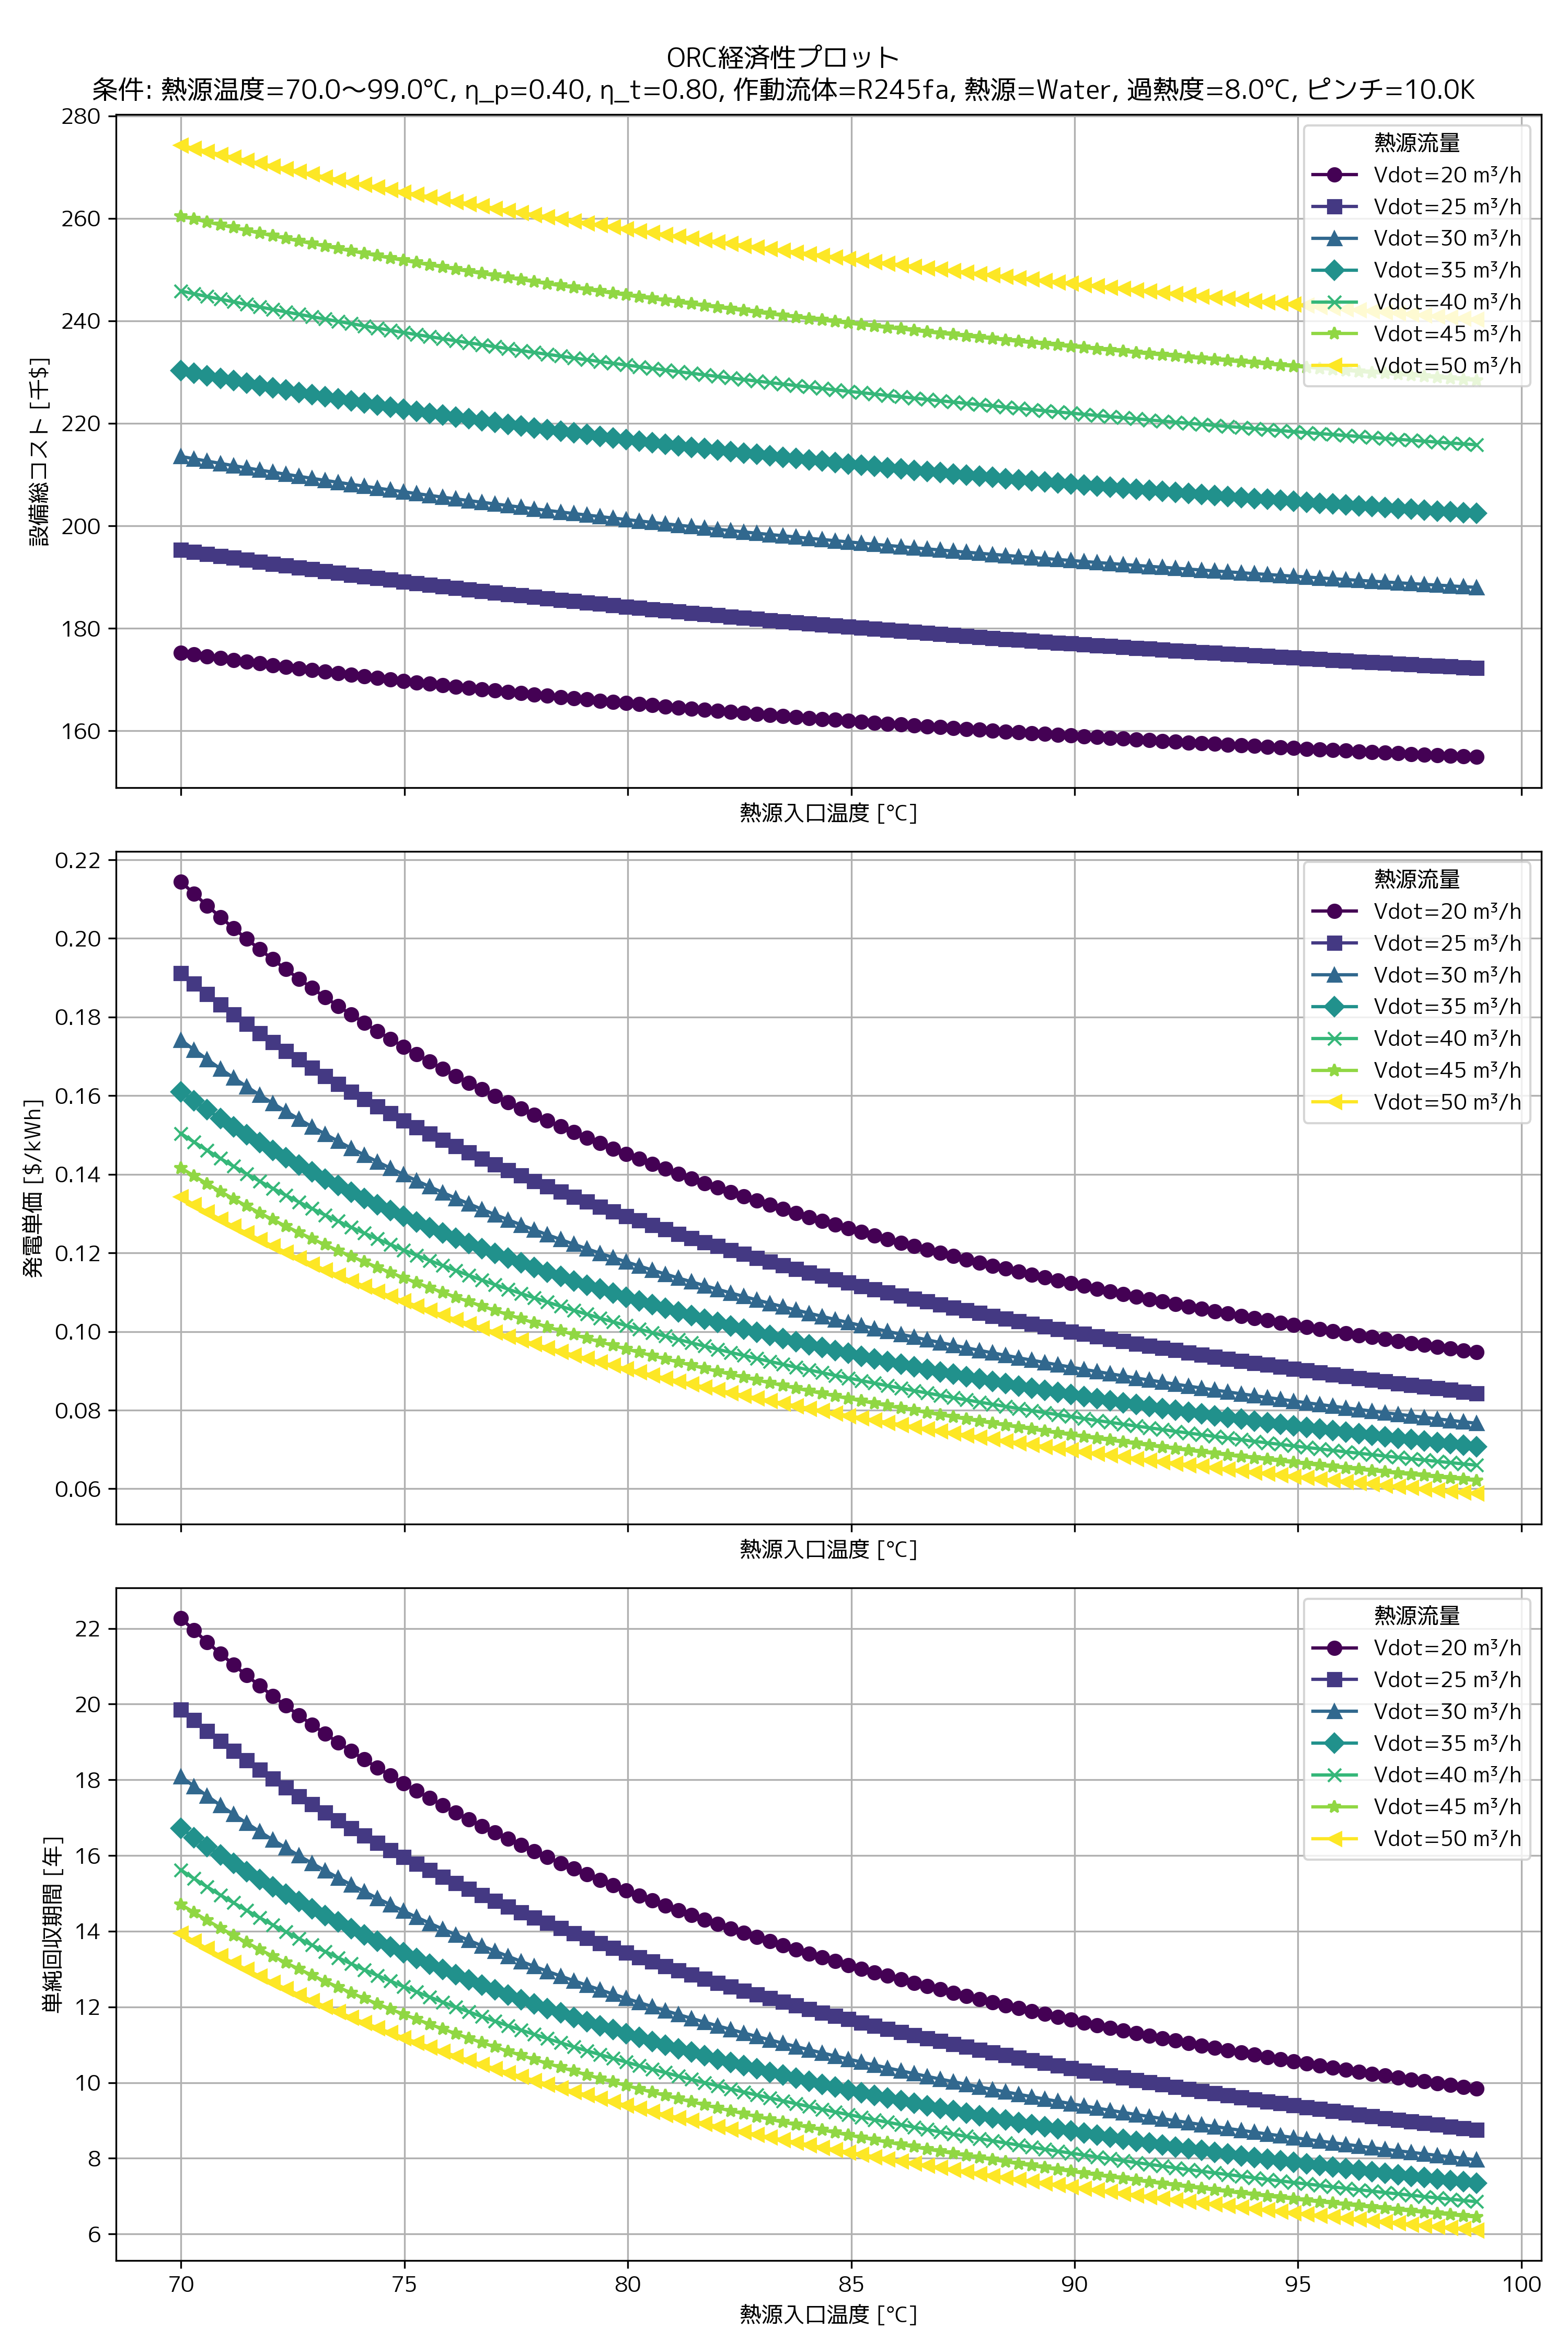 ORC経済性プロット
条件: 熱源温度=70.0～99.0℃, η_p=0.40, η_t=0.80, 作動流体=R245fa, 熱源=Water, 過熱度=8.0℃, ピンチ=10.0K
280
260
240
220
200
180
160
設備総コスト [千$]
熱源流量
Vdot=20 m³/h
Vdot=25 m³/h
Vdot=30 m³/h
Vdot=35 m³/h
Vdot=40 m³/h
Vdot=45 m³/h
Vdot=50 m³/h
熱源入口温度 [℃]
0.22
0.20
0.18
0.16
0.14
0.12
0.10
0.08
0.06
発電単価 [$/kWh]
熱源流量
Vdot=20 m³/h
Vdot=25 m³/h
Vdot=30 m³/h
Vdot=35 m³/h
Vdot=40 m³/h
Vdot=45 m³/h
Vdot=50 m³/h
熱源入口温度 [℃]
22
20
18
16
14
12
10
8
6
単純回収期間 [年]
熱源流量
Vdot=20 m³/h
Vdot=25 m³/h
Vdot=30 m³/h
Vdot=35 m³/h
Vdot=40 m³/h
Vdot=45 m³/h
Vdot=50 m³/h
70 75 80 85 90 95 100
熱源入口温度 [℃]